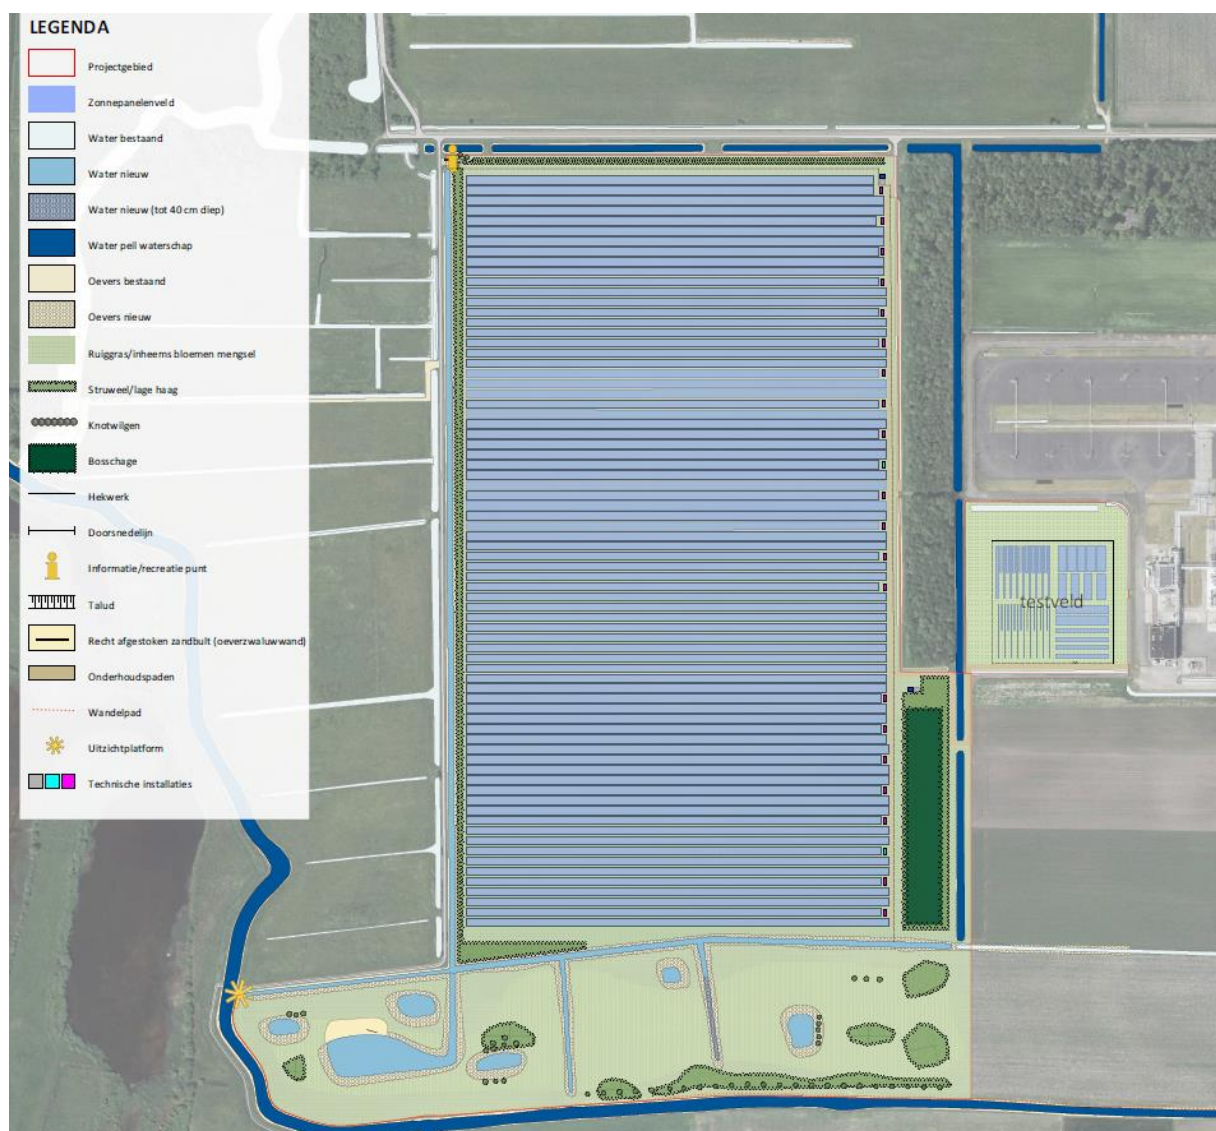 LEGENDA
Projectgebied
Zonnepanelenveld
Water bestaand
Water nieuw
Water nieuw (tot 40 cm diep)
Water peil waterschap
Oevers bestaand
Oevers nieuw
Ruiggras/inheems bloemen mengsel
Struweel/lage haag
Knotwilgen
Bosschage
Hekwerk
Doorsnedelijn
Informatie/recreatie punt
Talud
Recht afgestoken zandbult (oeverzwaluwwand)
Onderhoudspaden
Wandelpad
Uitzichtplatform
Technische installaties
testveld